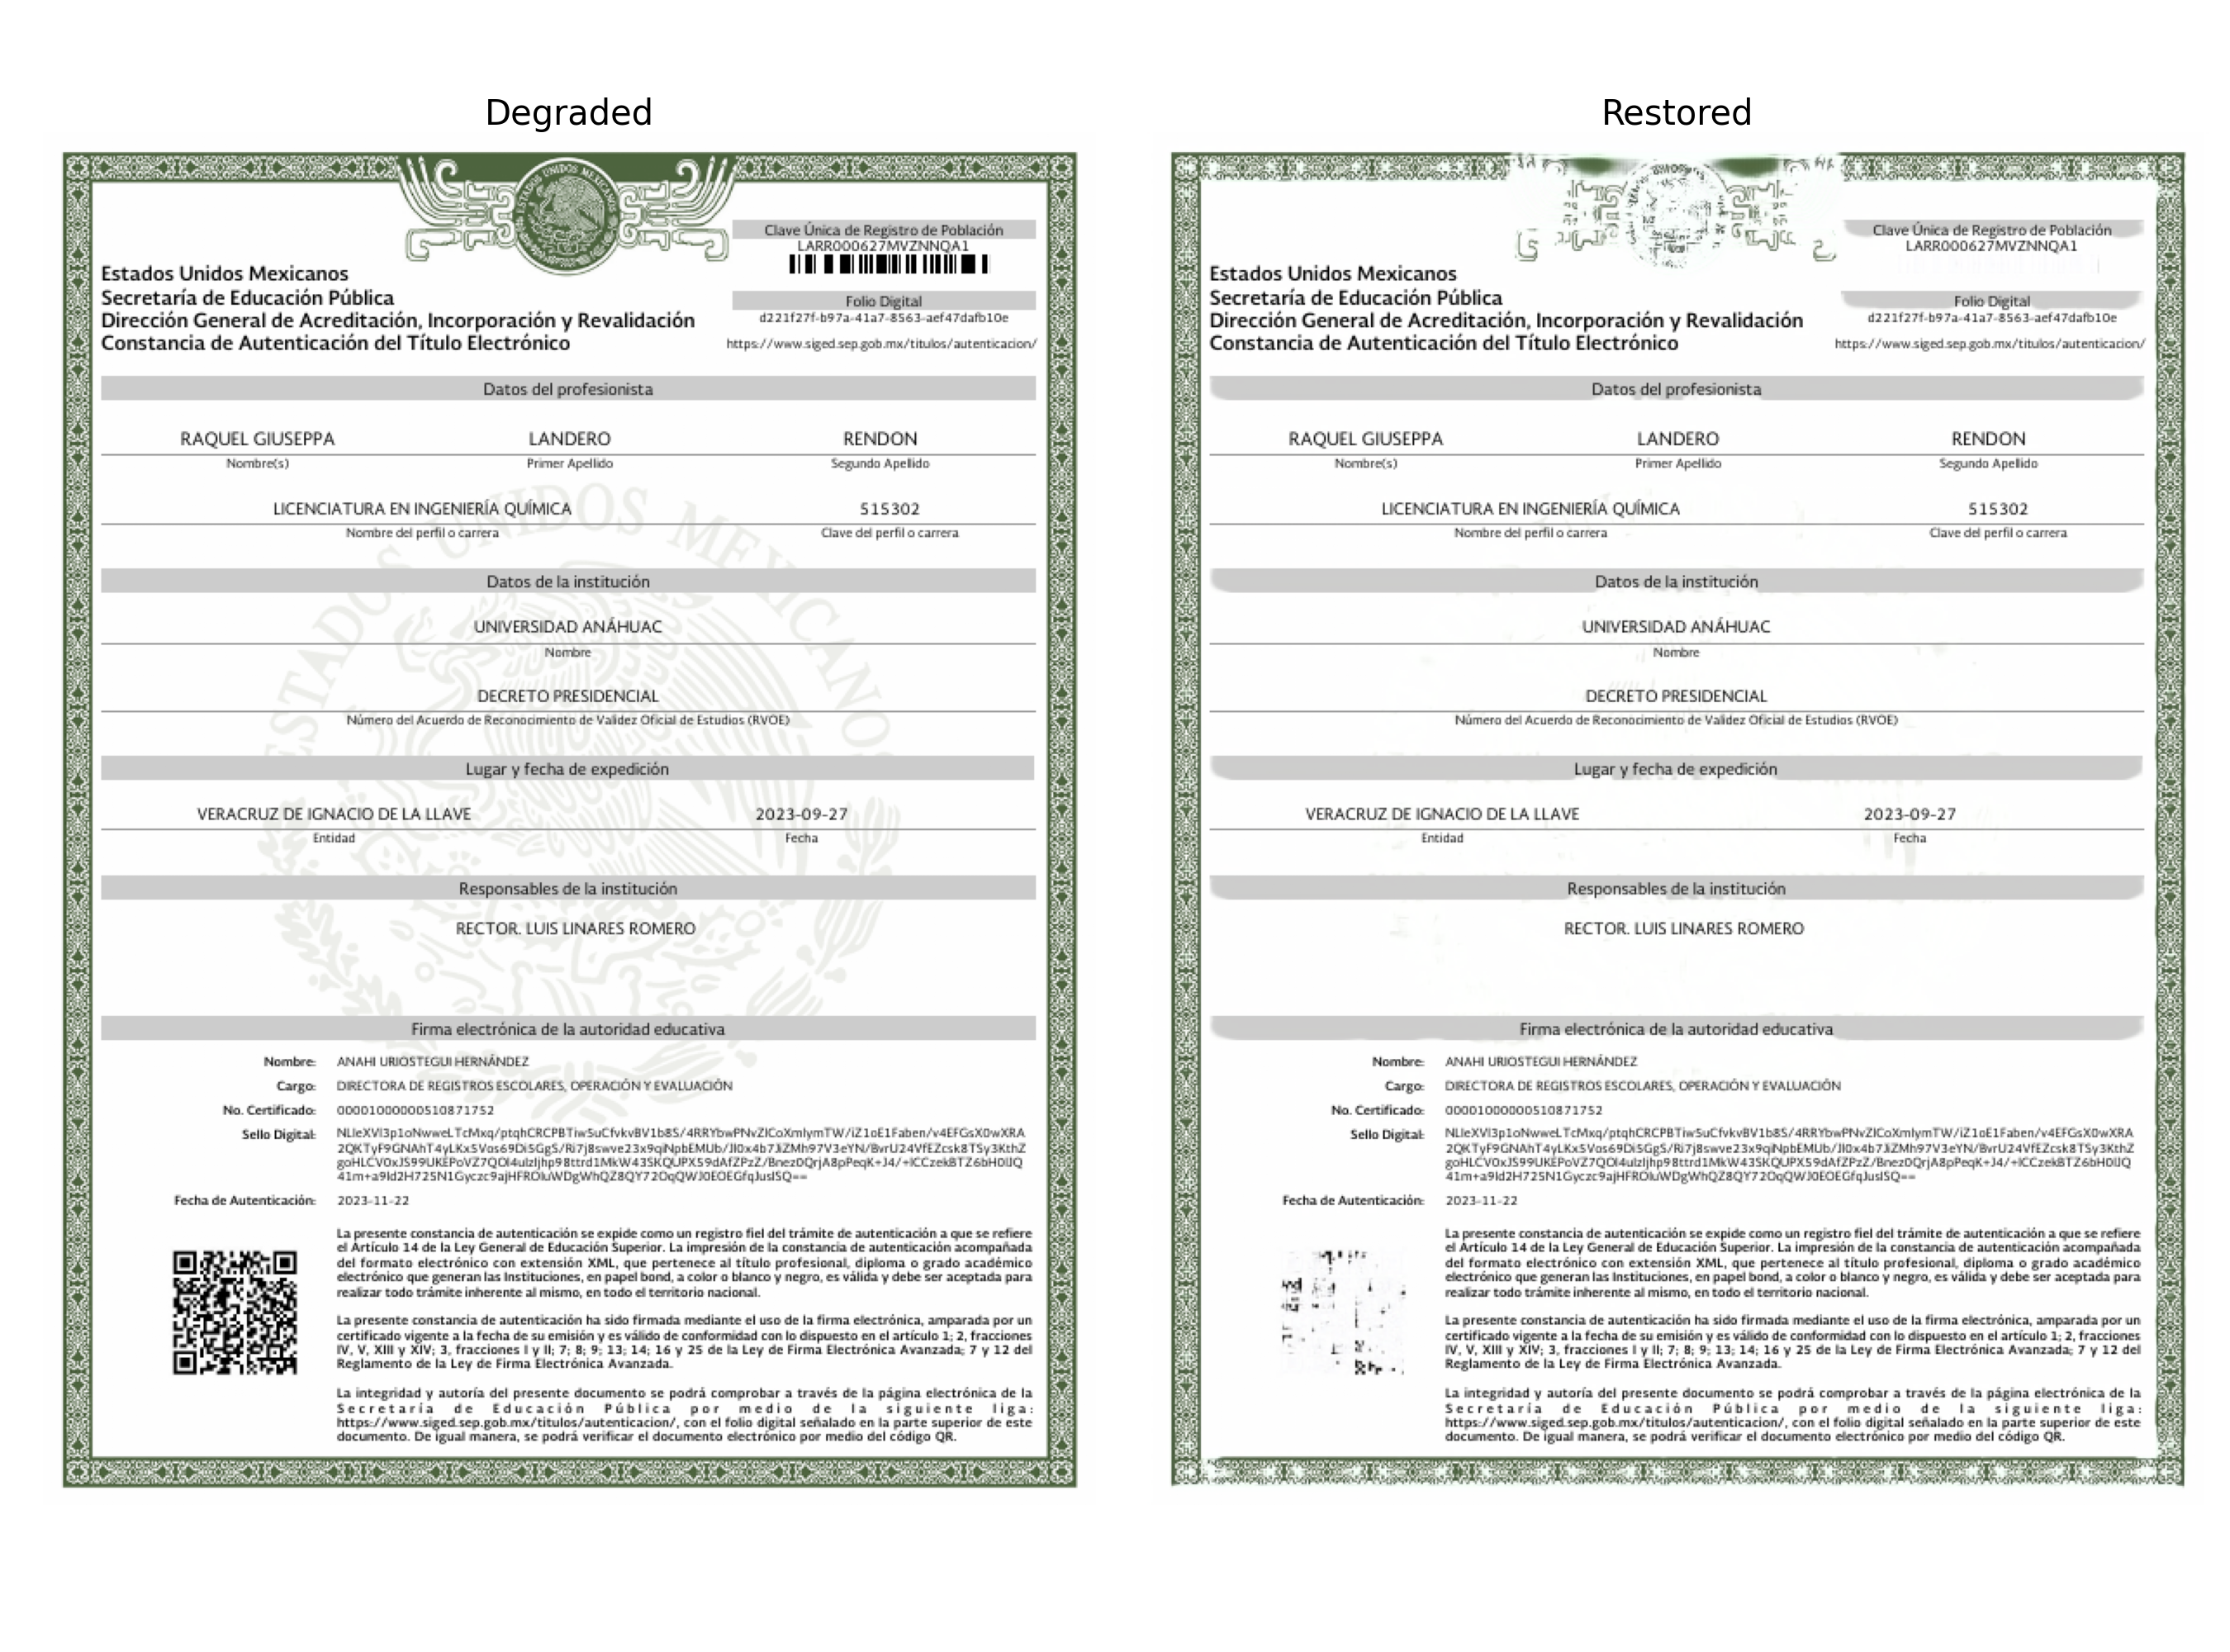 Degraded
ESTADOS UNIDOS MEXICANOS
Clave Única de Registro de Población
LARR000627MVZNNQA1
Estados Unidos Mexicanos
Secretaría de Educación Pública
Dirección General de Acreditación, Incorporación y Revalidación
Constancia de Autenticación del Título Electrónico
Folio Digital
d221f27f-b97a-41a7-8563-aef47dafb10e
https://www.siged.sep.gob.mx/titulos/autenticacion/
Datos del profesionista
RAQUEL GIUSEPPA LANDERO RENDON
Nombre(s) Primer Apellido Segundo Apellido
LICENCIATURA EN INGENIERÍA QUÍMICA 515302
Nombre del perfil o carrera Clave del perfil o carrera
ESTADOS UNIDOS MEXICANOS
Datos de la institución
UNIVERSIDAD ANÁHUAC
Nombre
DECRETO PRESIDENCIAL
Número del Acuerdo de Reconocimiento de Validez Oficial de Estudios (RVOE)
Lugar y fecha de expedición
VERACRUZ DE IGNACIO DE LA LLAVE 2023-09-27
Entidad Fecha
Responsables de la institución
RECTOR. LUIS LINARES ROMERO
Firma electrónica de la autoridad educativa
Nombre: ANAHI URIOSTEGUI HERNÁNDEZ
Cargo: DIRECTORA DE REGISTROS ESCOLARES, OPERACIÓN Y EVALUACIÓN
No. Certificado: 00001000000510871752
Sello Digital:
Fecha de Autenticación: 2023-11-22
La presente constancia de autenticación se expide como un registro fiel del trámite de autenticación a que se refiere
el Artículo 14 de la Ley General de Educación Superior. La impresión de la constancia de autenticación acompañada
del formato electrónico con extensión XML, que pertenece al título profesional, diploma o grado académico
electrónico que generan las Instituciones, en papel bond, a color o blanco y negro, es válida y debe ser aceptada para
realizar todo trámite inherente al mismo, en todo el territorio nacional.
La presente constancia de autenticación ha sido firmada mediante el uso de la firma electrónica, amparada por un
certificado vigente a la fecha de su emisión y es válido de conformidad con lo dispuesto en el artículo 1; 2, fracciones
IV, V, XIII y XIV; 3, fracciones I y II; 7; 8; 9; 13; 14; 16 y 25 de la Ley de Firma Electrónica Avanzada; 7 y 12 del
Reglamento de la Ley de Firma Electrónica Avanzada.
La integridad y autoría del presente documento se podrá comprobar a través de la página electrónica de la
Secretaría de Educación Pública por medio de la siguiente liga:
https://www.siged.sep.gob.mx/titulos/autenticacion/, con el folio digital señalado en la parte superior de este
documento. De igual manera, se podrá verificar el documento electrónico por medio del código QR.
Restored
Clave Única de Registro de Población
LARR000627MVZNNQA1
Estados Unidos Mexicanos
Secretaría de Educación Pública
Dirección General de Acreditación, Incorporación y Revalidación
Constancia de Autenticación del Título Electrónico
Folio Digital
d221f27f-b97a-41a7-8563-aef47dafb10e
https://www.siged.sep.gob.mx/titulos/autenticacion/
Datos del profesionista
RAQUEL GIUSEPPA LANDERO RENDON
Nombre(s) Primer Apellido Segundo Apellido
LICENCIATURA EN INGENIERÍA QUÍMICA 515302
Nombre del perfil o carrera Clave del perfil o carrera
Datos de la institución
UNIVERSIDAD ANÁHUAC
Nombre
DECRETO PRESIDENCIAL
Número del Acuerdo de Reconocimiento de Validez Oficial de Estudios (RVOE)
Lugar y fecha de expedición
VERACRUZ DE IGNACIO DE LA LLAVE 2023-09-27
Entidad Fecha
Responsables de la institución
RECTOR. LUIS LINARES ROMERO
Firma electrónica de la autoridad educativa
Nombre: ANAHI URIOSTEGUI HERNÁNDEZ
Cargo: DIRECTORA DE REGISTROS ESCOLARES, OPERACIÓN Y EVALUACIÓN
No. Certificado: 00001000000510871752
Sello Digital:
Fecha de Autenticación: 2023-11-22
La presente constancia de autenticación se expide como un registro fiel del trámite de autenticación a que se refiere
el Artículo 14 de la Ley General de Educación Superior. La impresión de la constancia de autenticación acompañada
del formato electrónico con extensión XML, que pertenece al título profesional, diploma o grado académico
electrónico que generan las Instituciones, en papel bond, a color o blanco y negro, es válida y debe ser aceptada para
realizar todo trámite inherente al mismo, en todo el territorio nacional.
La presente constancia de autenticación ha sido firmada mediante el uso de la firma electrónica, amparada por un
certificado vigente a la fecha de su emisión y es válido de conformidad con lo dispuesto en el artículo 1; 2, fracciones
IV, V, XIII y XIV; 3, fracciones I y II; 7; 8; 9; 13; 14; 16 y 25 de la Ley de Firma Electrónica Avanzada; 7 y 12 del
Reglamento de la Ley de Firma Electrónica Avanzada.
La integridad y autoría del presente documento se podrá comprobar a través de la página electrónica de la
Secretaría de Educación Pública por medio de la siguiente liga:
https://www.siged.sep.gob.mx/titulos/autenticacion/, con el folio digital señalado en la parte superior de este
documento. De igual manera, se podrá verificar el documento electrónico por medio del código QR.